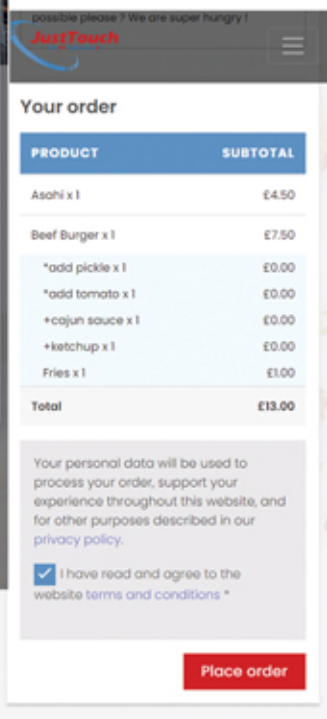 possible please ? We are super hungry !
JustTouch
Your order
PRODUCT SUBTOTAL
Asahi x 1 £4.50
Beef Burger x 1 £7.50
*add pickle x 1 £0.00
*add tomato x 1 £0.00
+cajun sauce x 1 £0.00
+ketchup x 1 £0.00
Fries x 1 £1.00
Total £13.00
Your personal data will be used to
process your order, support your
experience throughout this website, and
for other purposes described in our
privacy policy.
I have read and agree to the
website terms and conditions *
Place order